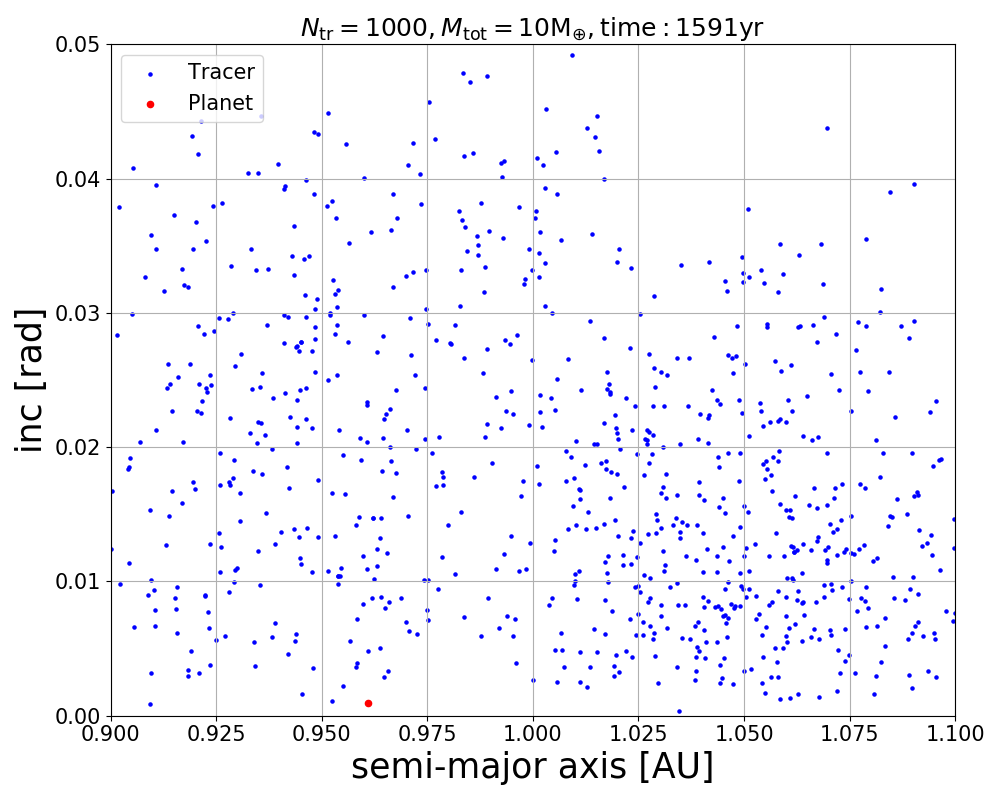 N_tr = 1000, M_tot = 10M_⊕, time : 1591yr
Tracer
Planet
inc [rad]
0.05
0.04
0.03
0.02
0.01
0.00
0.900 0.925 0.950 0.975 1.000 1.025 1.050 1.075 1.100
semi-major axis [AU]